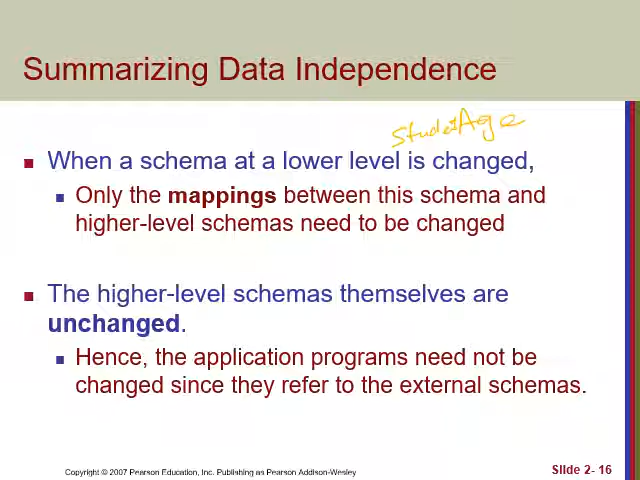 Summarizing Data Independence
StudetAge
When a schema at a lower level is changed,
Only the mappings between this schema and
higher-level schemas need to be changed
The higher-level schemas themselves are
unchanged.
Hence, the application programs need not be
changed since they refer to the external schemas.
Copyright © 2007 Pearson Education, Inc. Publishing as Pearson Addison-Wesley
Slide 2- 16